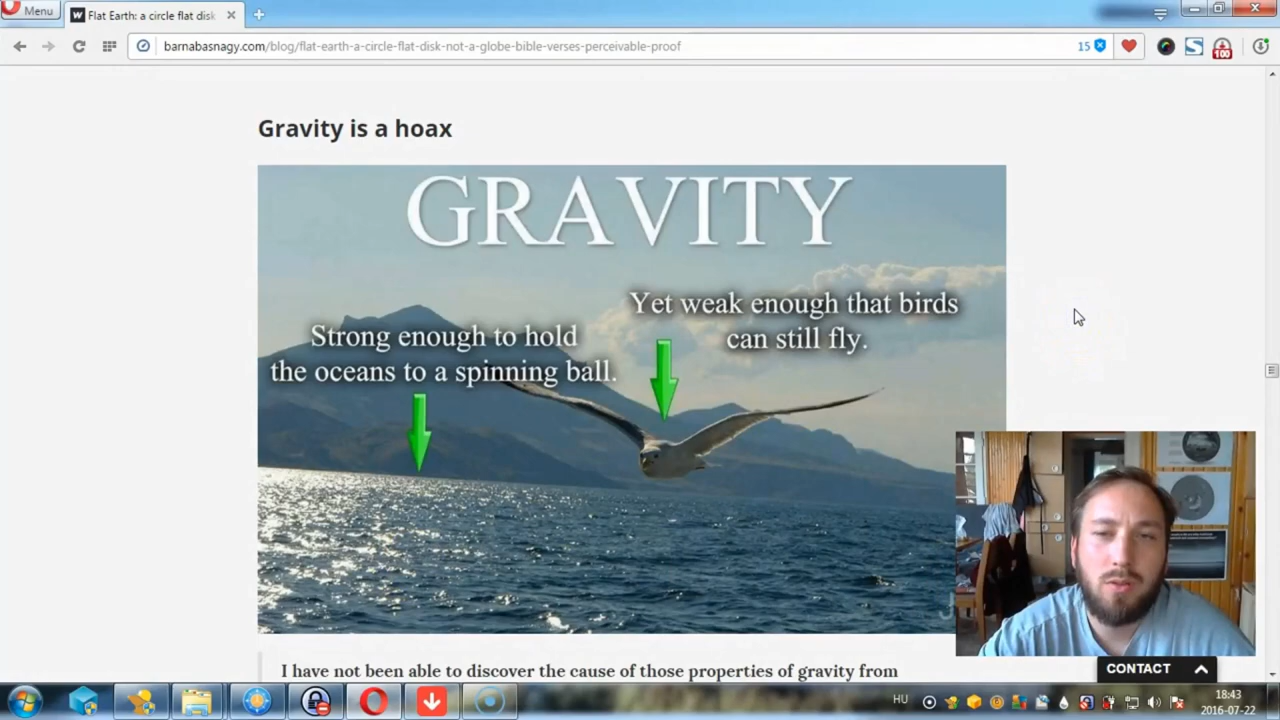 Menu
Flat Earth: a circle flat disk
barnabasnagy.com/blog/flat-earth-a-circle-flat-disk-not-a-globe-bible-verses-perceivable-proof
15
100
Gravity is a hoax
GRAVITY
Yet weak enough that birds
can still fly.
Strong enough to hold
the oceans to a spinning ball.
I have not been able to discover the cause of those properties of gravity from
CONTACT
HU
18:43
2016-07-22